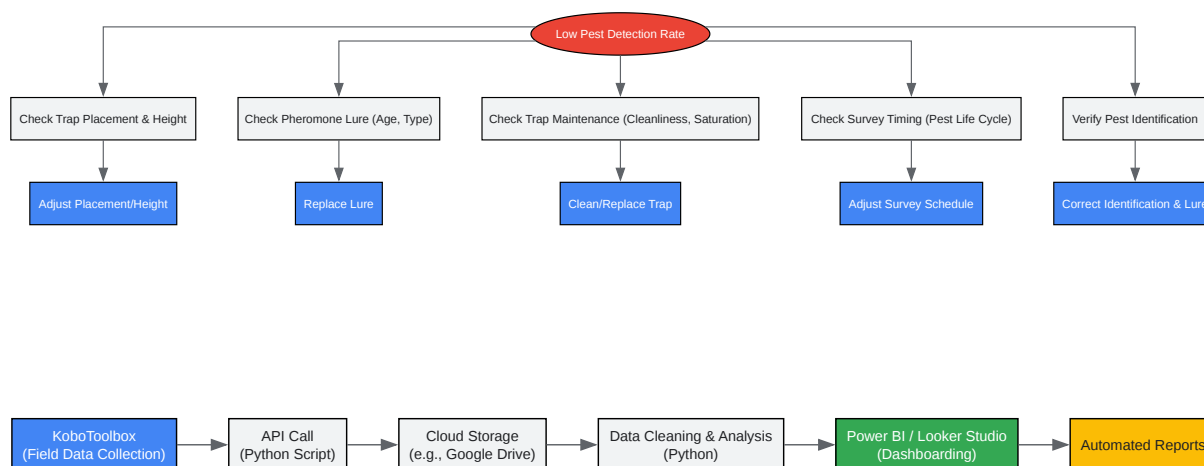 Low Pest Detection Rate
Check Trap Placement & Height
Check Pheromone Lure (Age, Type)
Check Trap Maintenance (Cleanliness, Saturation)
Check Survey Timing (Pest Life Cycle)
Verify Pest Identification
Adjust Placement/Height
Replace Lure
Clean/Replace Trap
Adjust Survey Schedule
Correct Identification & Lure
KoboToolbox
(Field Data Collection)
API Call
(Python Script)
Cloud Storage
(e.g., Google Drive)
Data Cleaning & Analysis
(Python)
Power BI / Looker Studio
(Dashboarding)
Automated Reports